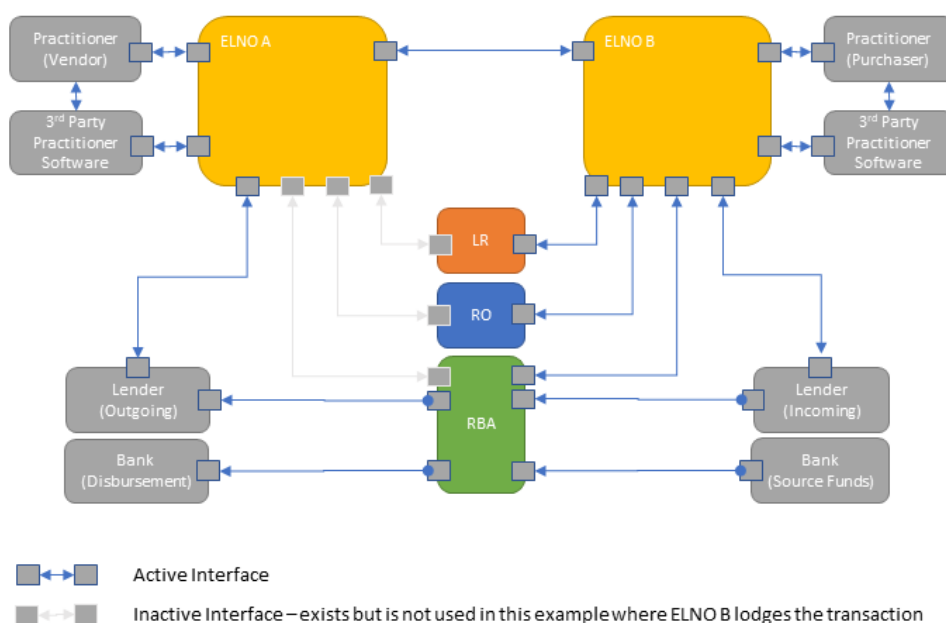 Practitioner
(Vendor)
ELNO A
ELNO B
Practitioner
(Purchaser)
3rd Party
Practitioner
Software
3rd Party
Practitioner
Software
LR
RO
Lender
(Outgoing)
RBA
Lender
(Incoming)
Bank
(Disbursement)
Bank
(Source Funds)
Active Interface
Inactive Interface – exists but is not used in this example where ELNO B lodges the transaction